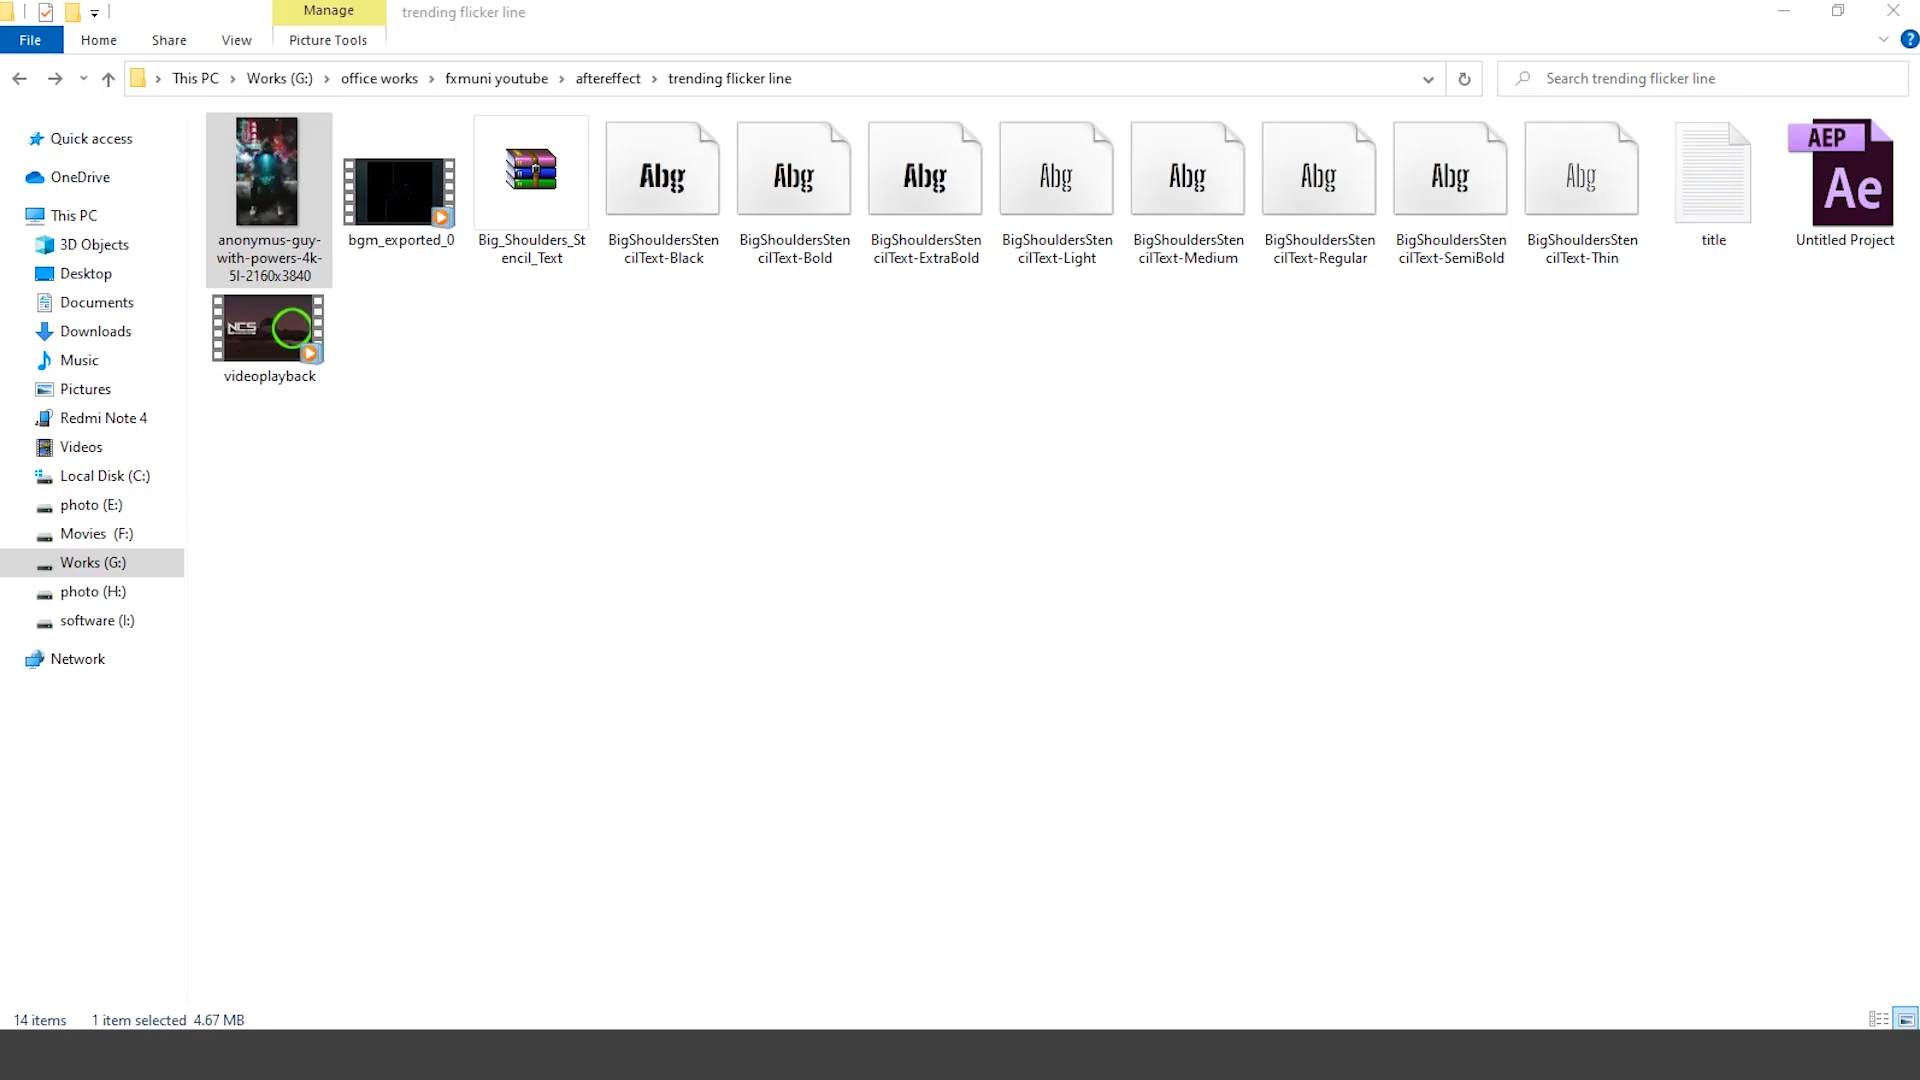 Manage
trending flicker line
File
Home
Share
View
Picture Tools
?
This PC
Works (G:)
office works
fxmuni youtube
aftereffect
trending flicker line
Search trending flicker line
Quick access
OneDrive
This PC
3D Objects
Desktop
Documents
Downloads
Music
Pictures
Redmi Note 4
Videos
Local Disk (C:)
photo (E:)
Movies (F:)
Works (G:)
photo (H:)
software (I:)
Network
anonymus-guy-
with-powers-4k-
5l-2160x3840
bgm_exported_0
Big_Shoulders_St
encil_Text
Abg
BigShouldersSten
cilText-Black
Abg
BigShouldersSten
cilText-Bold
Abg
BigShouldersSten
cilText-ExtraBold
Abg
BigShouldersSten
cilText-Light
Abg
BigShouldersSten
cilText-Medium
Abg
BigShouldersSten
cilText-Regular
Abg
BigShouldersSten
cilText-SemiBold
Abg
BigShouldersSten
cilText-Thin
title
AEP
Ae
Untitled Project
NCS
videoplayback
14 items
1 item selected 4.67 MB